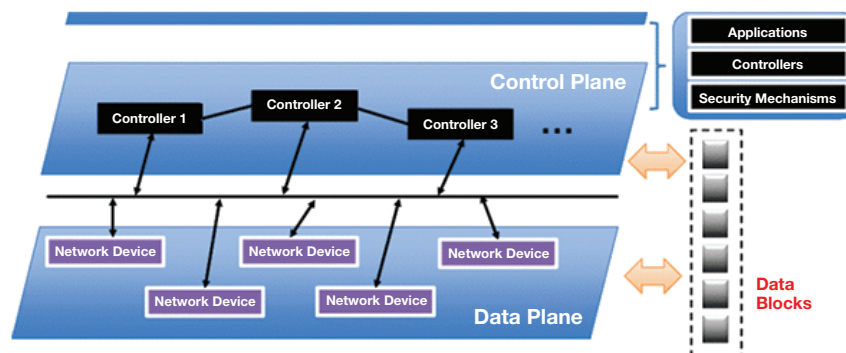 Applications
Controllers
Security Mechanisms
Control Plane
Controller 1
Controller 2
Controller 3
...
Network Device
Network Device
Network Device
Network Device
Network Device
Data Plane
Data
Blocks